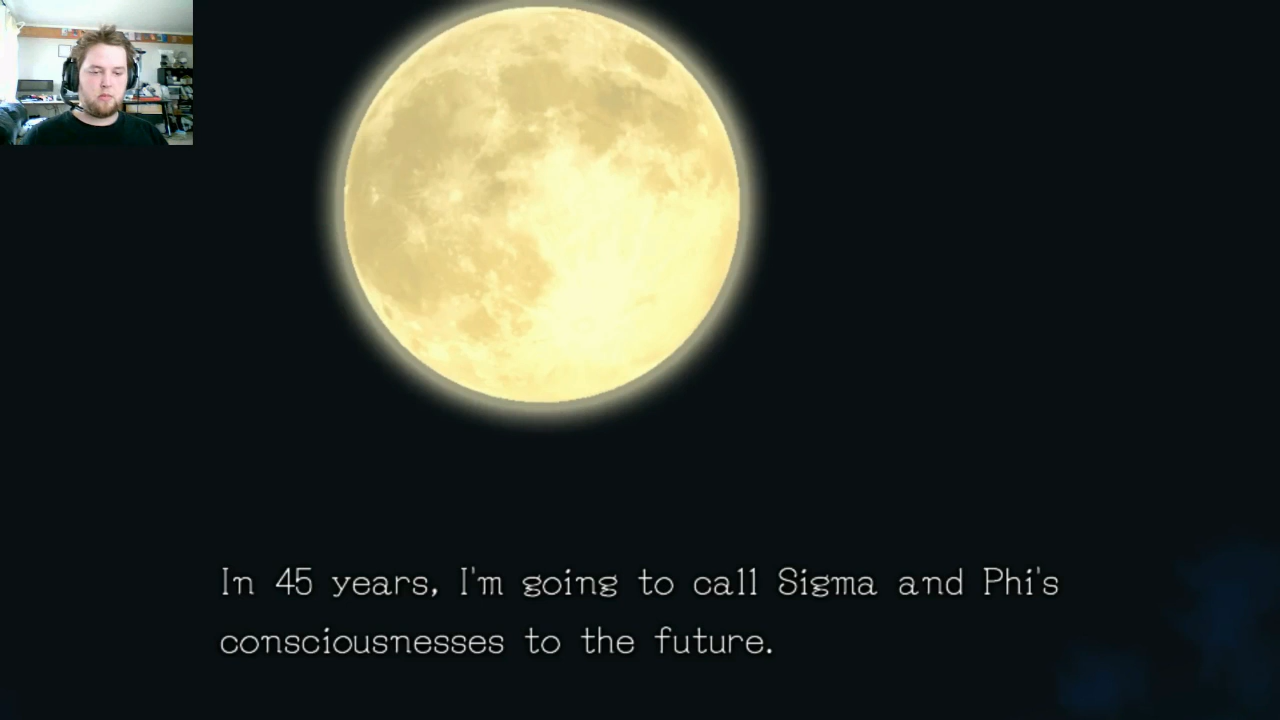 In 45 years, I'm going to call Sigma and Phi's
consciousnesses to the future.